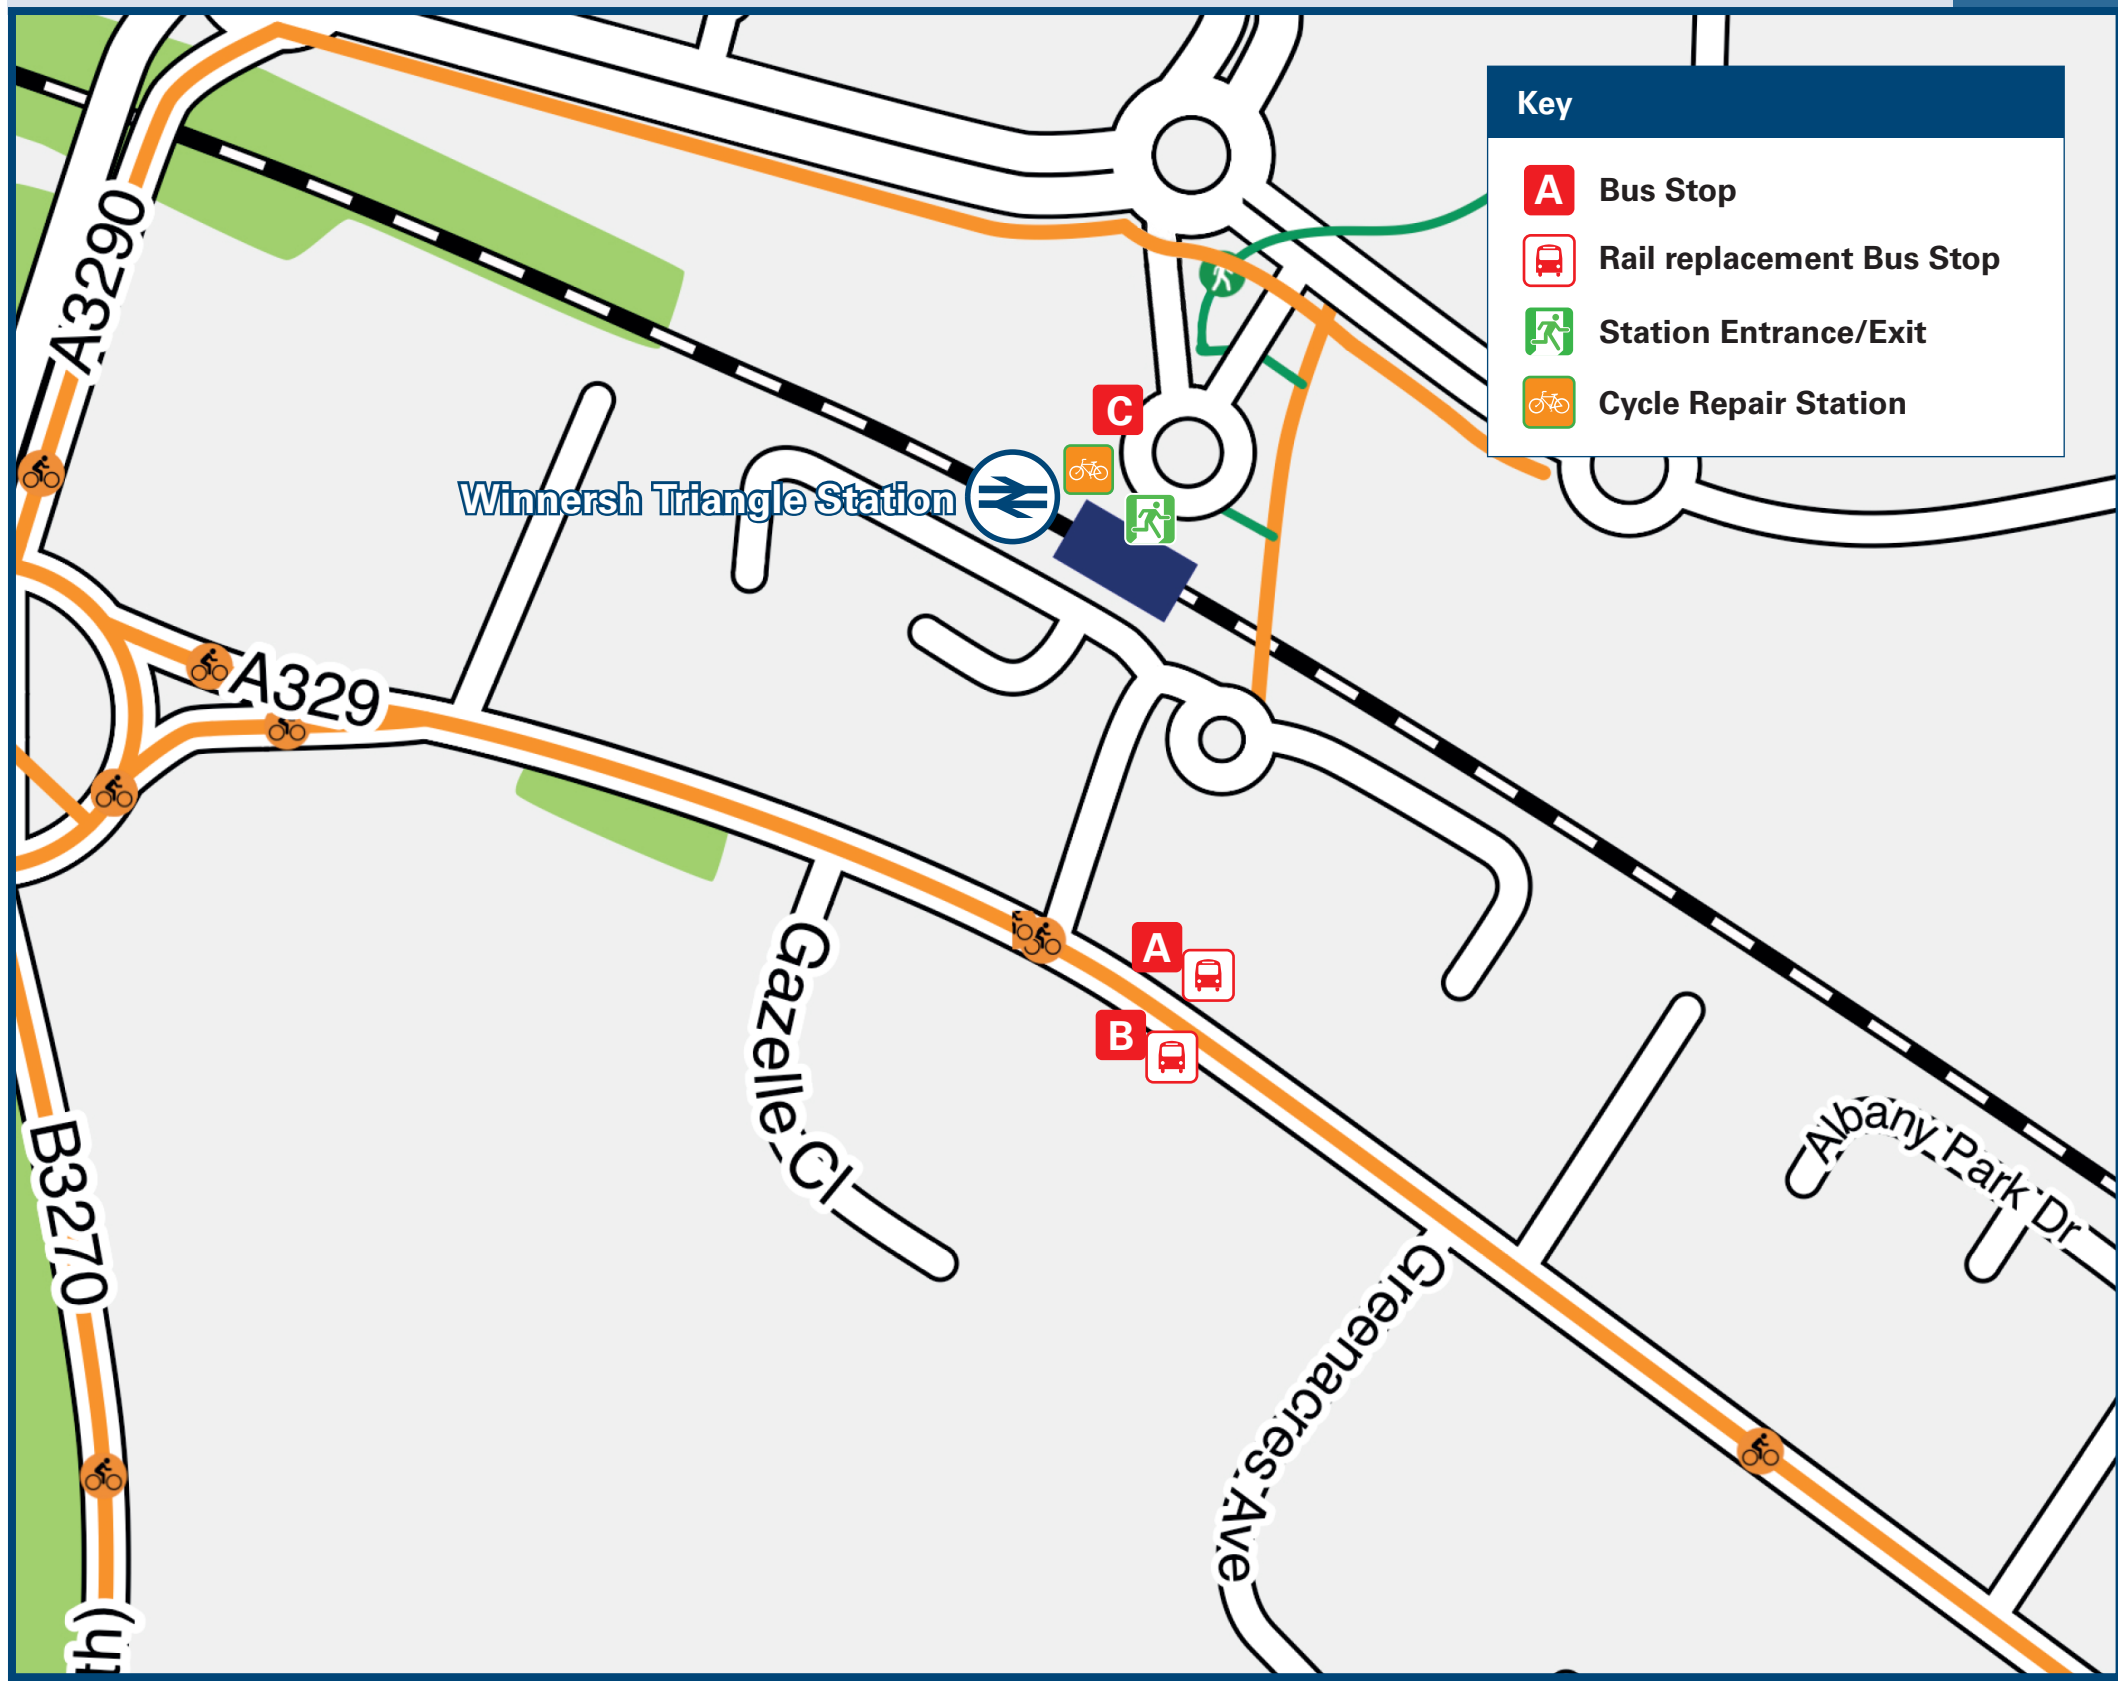 Key
A Bus Stop
Rail replacement Bus Stop
Station Entrance/Exit
Cycle Repair Station
A3290
C
Winnersh Triangle Station
A329
A
B
Gazelle Cl
B3270
Albany Park Dr
Greenacres Ave